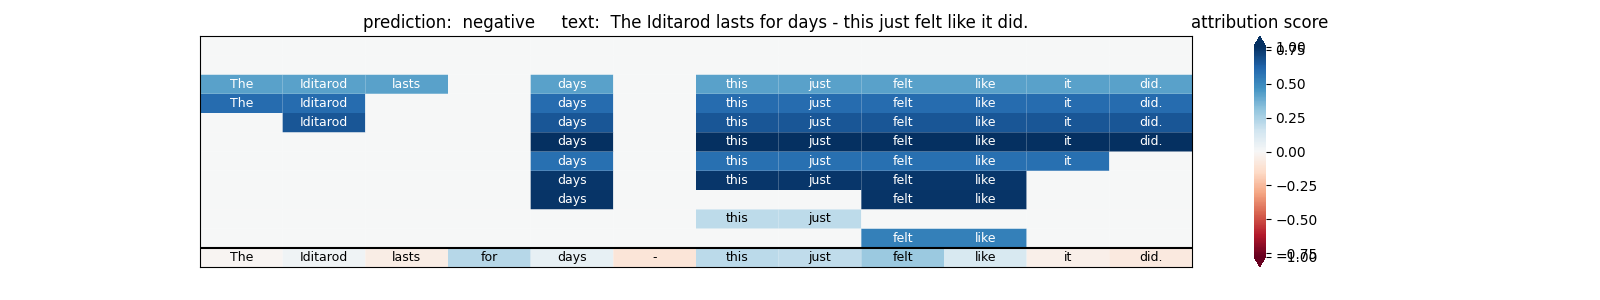 prediction:  negative     text:  The Iditarod lasts for days - this just felt like it did.
attribution score
The Iditarod lasts days this just felt like it did.
The Iditarod days this just felt like it did.
Iditarod days this just felt like it did.
days this just felt like it did.
days this just felt like it
days this just felt like
days felt like
this just
felt like
The Iditarod lasts for days - this just felt like it did.
1.00
0.75
0.50
0.25
0.00
−0.25
−0.50
−0.75
−1.00